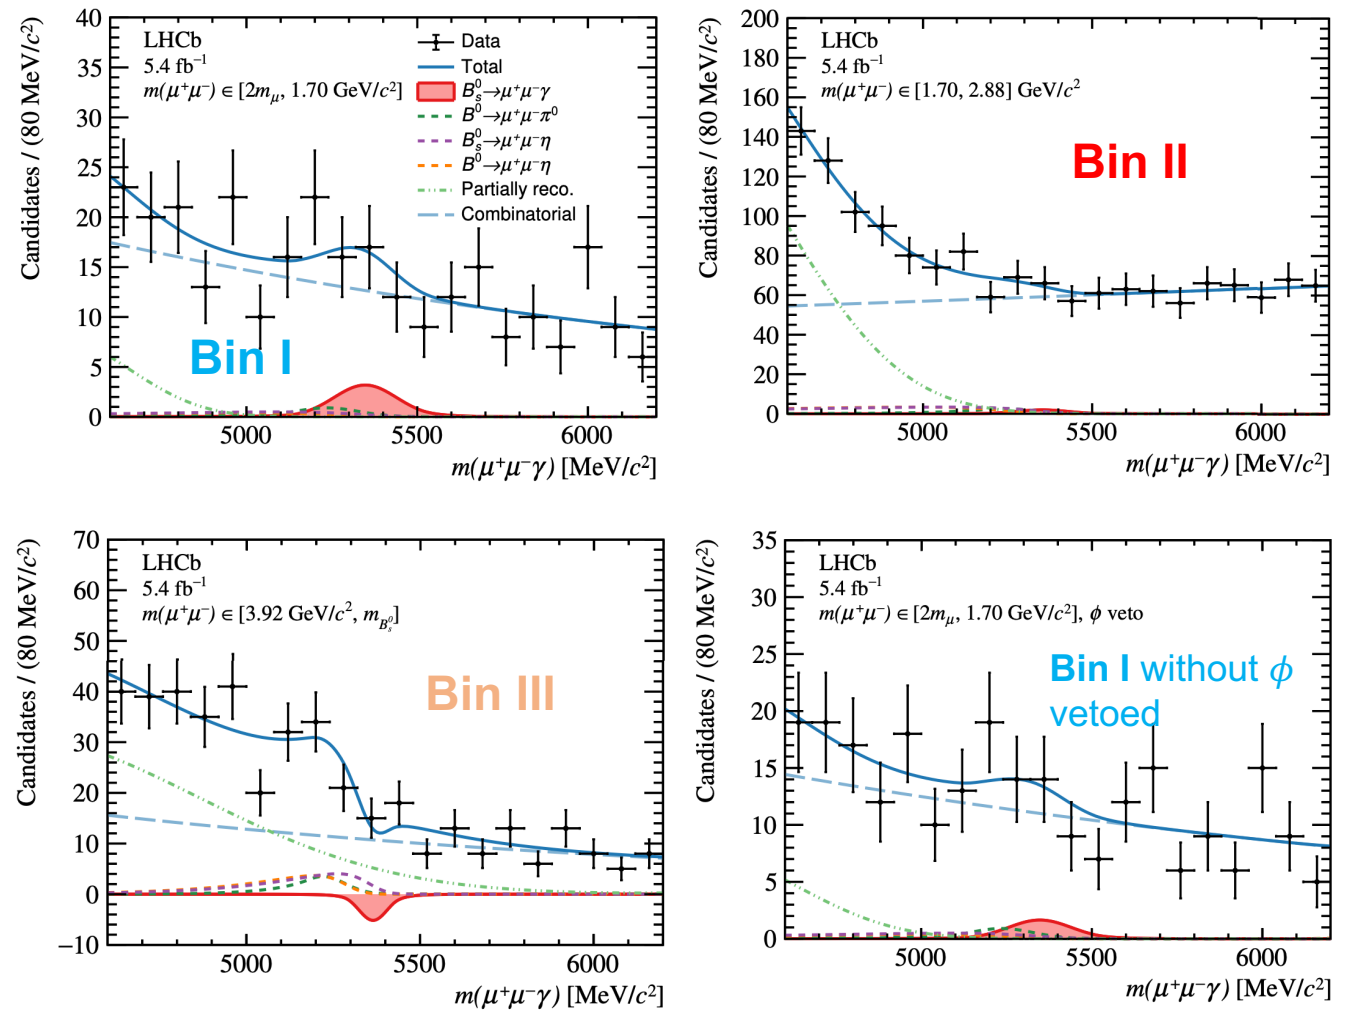 40
35
30
25
20
15
10
5
0
Candidates / (80 MeV/c²)
LHCb
5.4 fb⁻¹
m(μ⁺μ⁻) ∈ [2m_μ, 1.70 GeV/c²]
Data
Total
B_s⁰→μ⁺μ⁻γ
B⁰→μ⁺μ⁻π⁰
B_s⁰→μ⁺μ⁻η
B⁰→μ⁺μ⁻η
Partially reco.
Combinatorial
Bin I
5000 5500 6000
m(μ⁺μ⁻γ) [MeV/c²]
200
180
160
140
120
100
80
60
40
20
0
Candidates / (80 MeV/c²)
LHCb
5.4 fb⁻¹
m(μ⁺μ⁻) ∈ [1.70, 2.88] GeV/c²
Bin II
5000 5500 6000
m(μ⁺μ⁻γ) [MeV/c²]
70
60
50
40
30
20
10
0
−10
Candidates / (80 MeV/c²)
LHCb
5.4 fb⁻¹
m(μ⁺μ⁻) ∈ [3.92 GeV/c², m_{B_s⁰}]
Bin III
5000 5500 6000
m(μ⁺μ⁻γ) [MeV/c²]
35
30
25
20
15
10
5
0
Candidates / (80 MeV/c²)
LHCb
5.4 fb⁻¹
m(μ⁺μ⁻) ∈ [2m_μ, 1.70 GeV/c²], ϕ veto
Bin I without ϕ
vetoed
5000 5500 6000
m(μ⁺μ⁻γ) [MeV/c²]